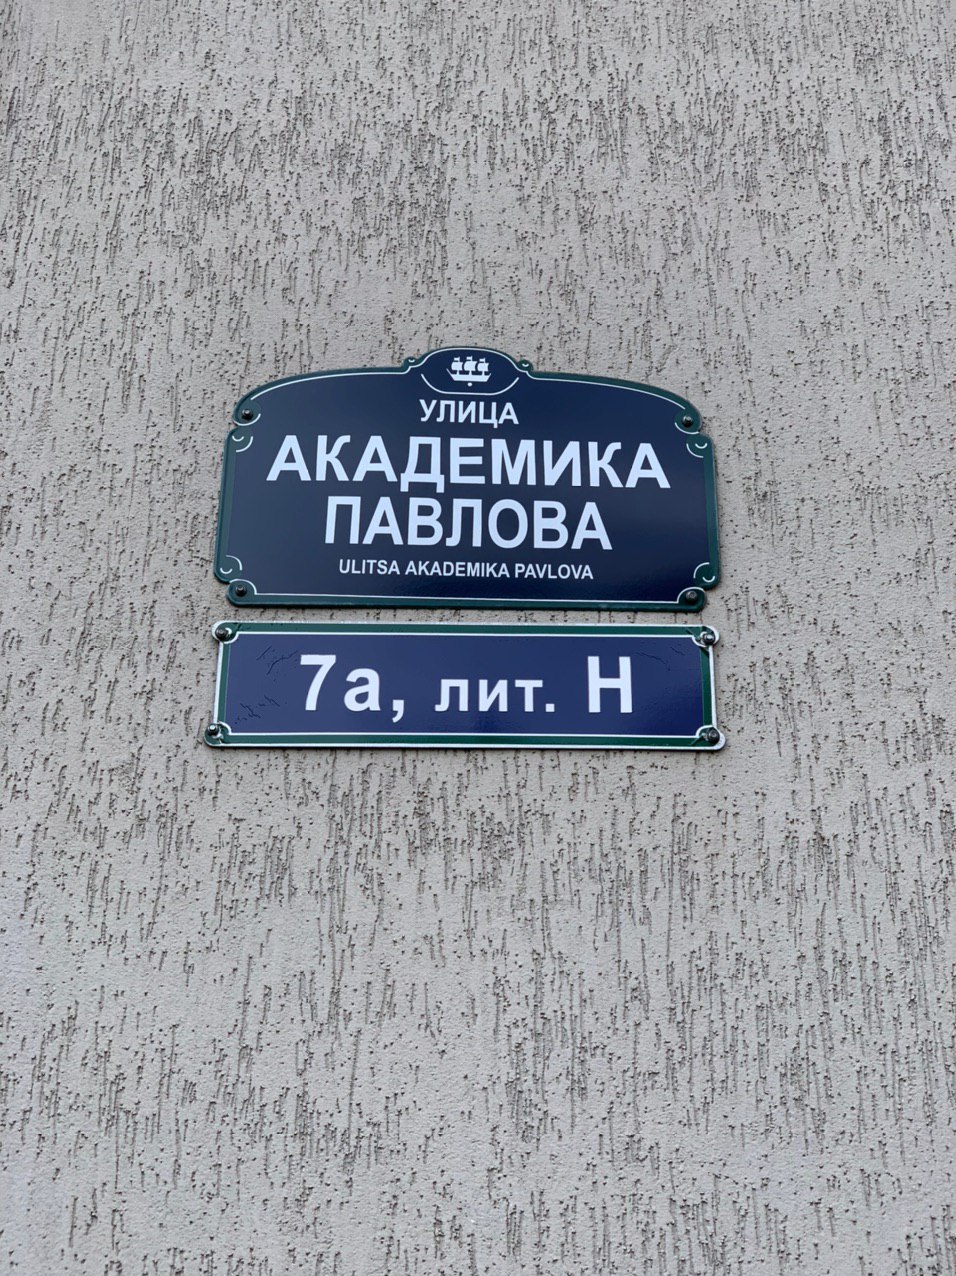 УЛИЦА
АКАДЕМИКА
ПАВЛОВА
ULITSA AKADEMIKA PAVLOVA
7а, лит. Н